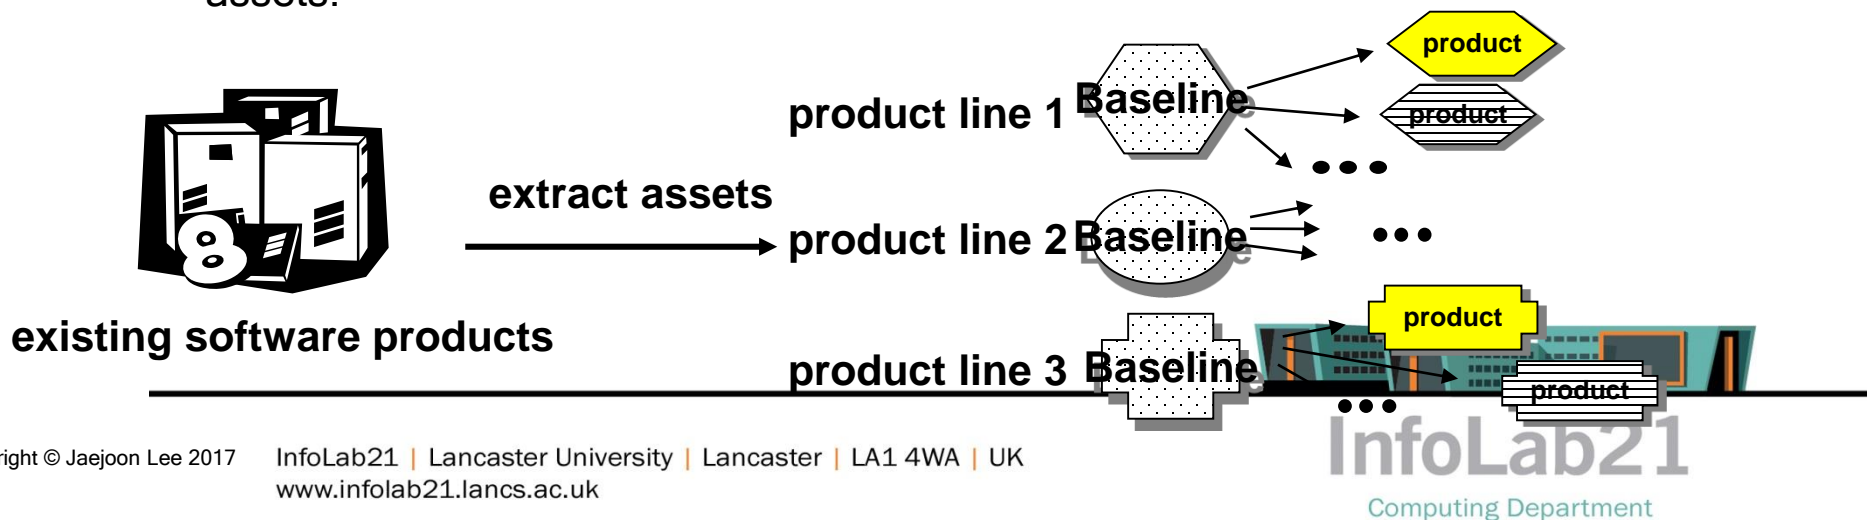 assets.
product
product line 1
Baseline
product
extract assets
product line 2
Baseline
product
existing software products
product line 3
Baseline
product
right © Jaejoon Lee 2017
InfoLab21 | Lancaster University | Lancaster | LA1 4WA | UK
www.infolab21.lancs.ac.uk
InfoLab21
Computing Department